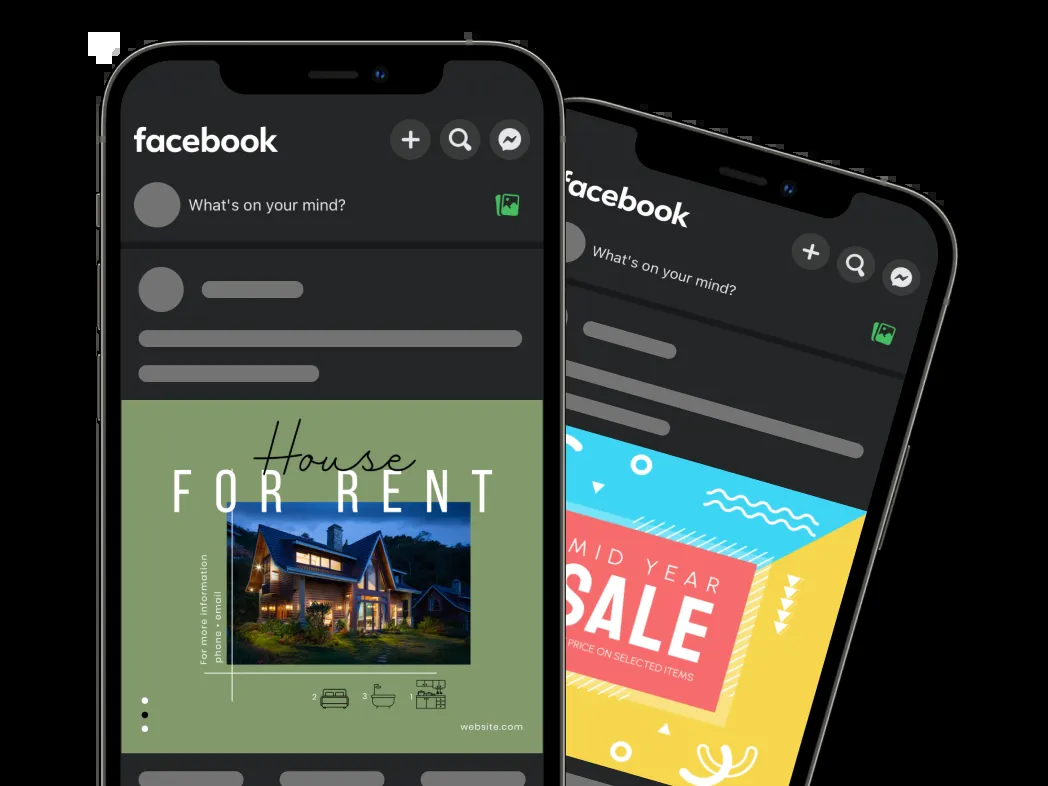 facebook
What's on your mind?
House
FOR RENT
For more information
phone • email
2
3
1
website.com
facebook
What's on your mind?
MID YEAR
SALE
PRICE ON SELECTED ITEMS